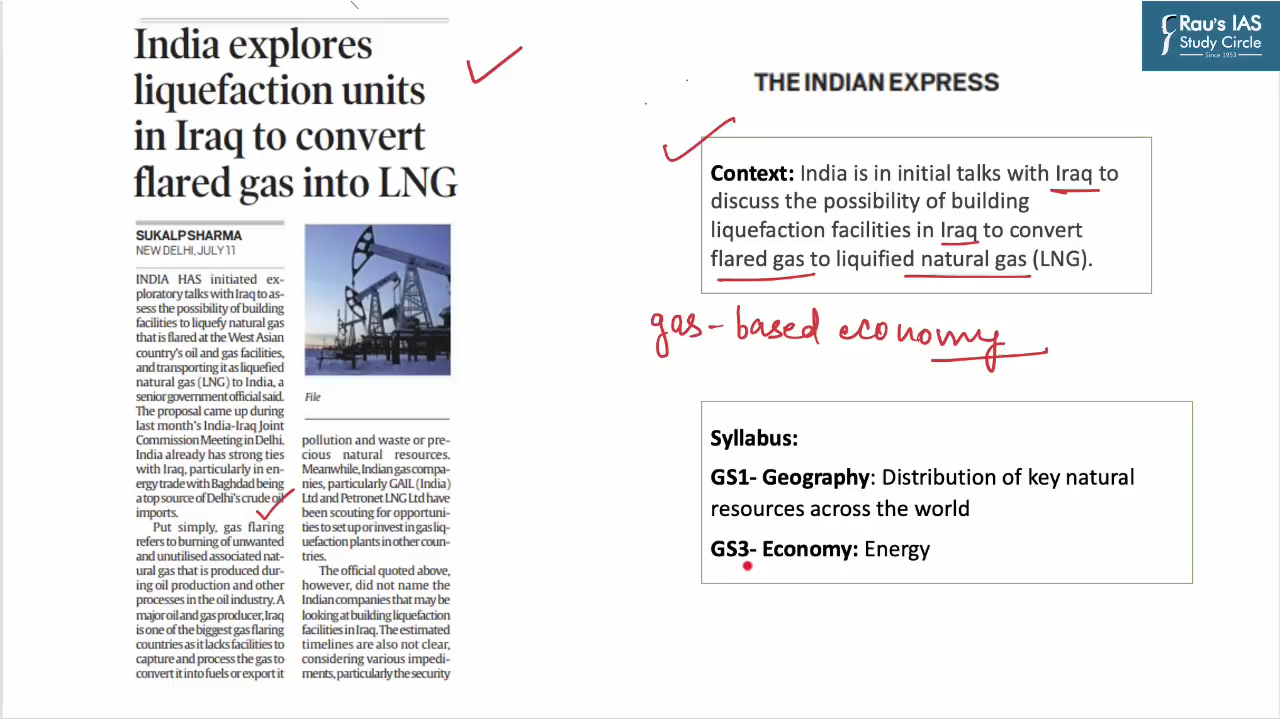 India explores
liquefaction units
in Iraq to convert
flared gas into LNG
SUKALP SHARMA
NEW DELHI, JULY 11
INDIA HAS initiated ex-
ploratory talks with Iraq to as-
sess the possibility of building
facilities to liquefy natural gas
that is flared at the West Asian
country's oil and gas facilities,
and transporting it as liquefied
natural gas (LNG) to India, a
senior government official said.
The proposal came up during
last month's India-Iraq Joint
Commission Meeting in Delhi.
India already has strong ties
with Iraq, particularly in en-
ergy trade with Baghdad being
a top source of Delhi's crude oil
imports.
Put simply, gas flaring
refers to burning of unwanted
and unutilised associated nat-
ural gas that is produced dur-
ing oil production and other
processes in the oil industry. A
major oil and gas producer, Iraq
is one of the biggest gas flaring
countries as it lacks facilities to
capture and process the gas to
convert it into fuels or export it
File
pollution and waste or pre-
cious natural resources.
Meanwhile, Indian gas compa-
nies, particularly GAIL (India)
Ltd and Petronet LNG Ltd have
been scouting for opportuni-
ties to set up or invest in gas liq-
uefaction plants in other coun-
tries.
The official quoted above,
however, did not name the
Indian companies that may be
looking at building liquefaction
facilities in Iraq. The estimated
timelines are also not clear,
considering various impedi-
ments, particularly the security
Rau's IAS
Study Circle
Since 1953
THE INDIAN EXPRESS
Context: India is in initial talks with Iraq to
discuss the possibility of building
liquefaction facilities in Iraq to convert
flared gas to liquified natural gas (LNG).
gas-based economy
Syllabus:
GS1- Geography: Distribution of key natural
resources across the world
GS3- Economy: Energy